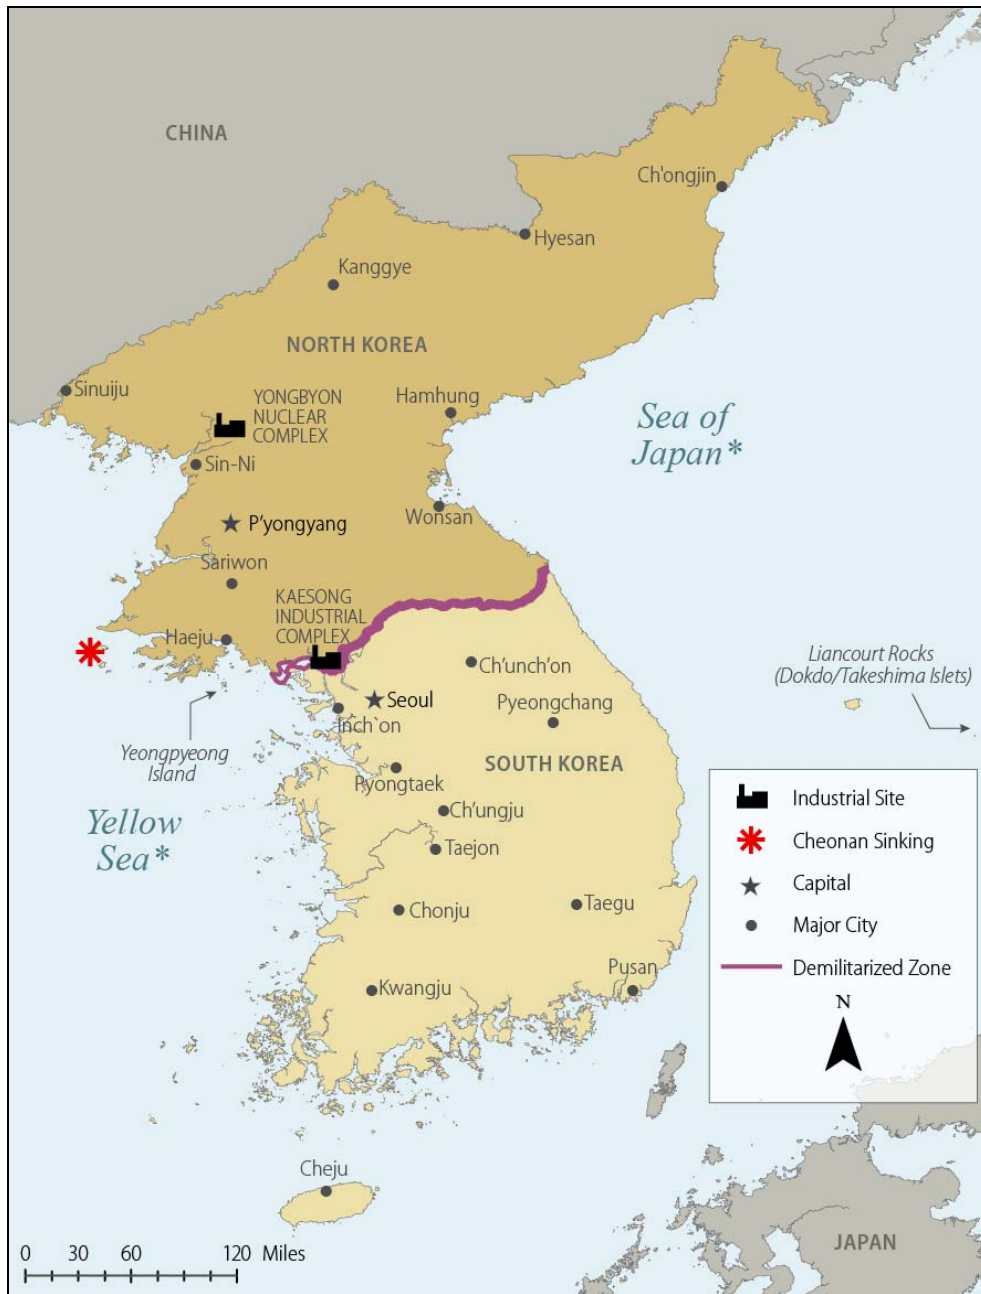 CHINA
Ch'ongjin
Hyesan
Kanggye
NORTH KOREA
Sinuiju
YONGBYON
NUCLEAR
COMPLEX
Hamhung
Sea of
Japan*
Sin-Ni
Wonsan
P'yongyang
Sariwon
KAESONG
INDUSTRIAL
COMPLEX
Haeju
Ch'unch'on
Liancourt Rocks
(Dokdo/Takeshima Islets)
Seoul
Pyeongchang
Inch`on
Yeongpyeong
Island
SOUTH KOREA
Pyongtaek
Yellow
Sea*
Ch'ungju
Taejon
Chonju
Taegu
Pusan
Kwangju
Industrial Site
Cheonan Sinking
Capital
Major City
Demilitarized Zone
N
Cheju
JAPAN
0 30 60 120 Miles